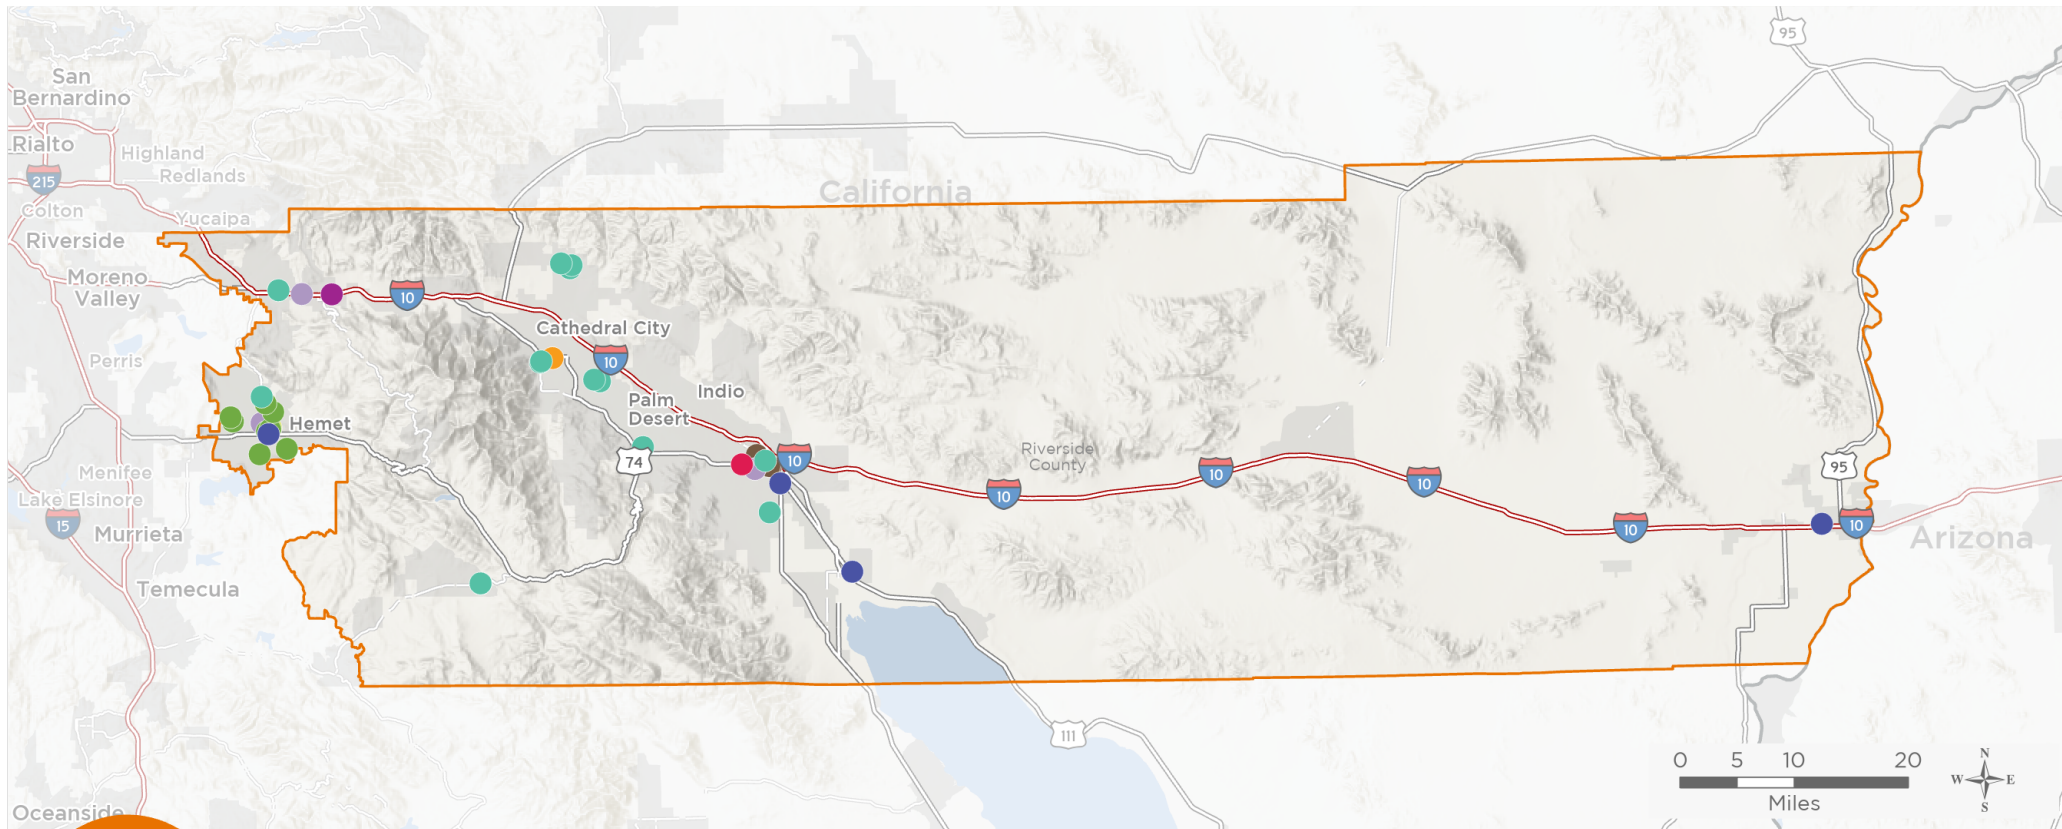 95
San
Bernardino
Rialto
Highland
Redlands
215
California
Colton
Yucaipa
Riverside
Moreno
Valley
10
Cathedral City
Perris
10
Indio
Palm
Desert
Hemet
Riverside
County
74
10
10
10
10
95
Menifee
Lake Elsinore
15
Murrieta
10
10
Arizona
Temecula
111
0 5 10 20
Miles
N
W E
S
Oceanside